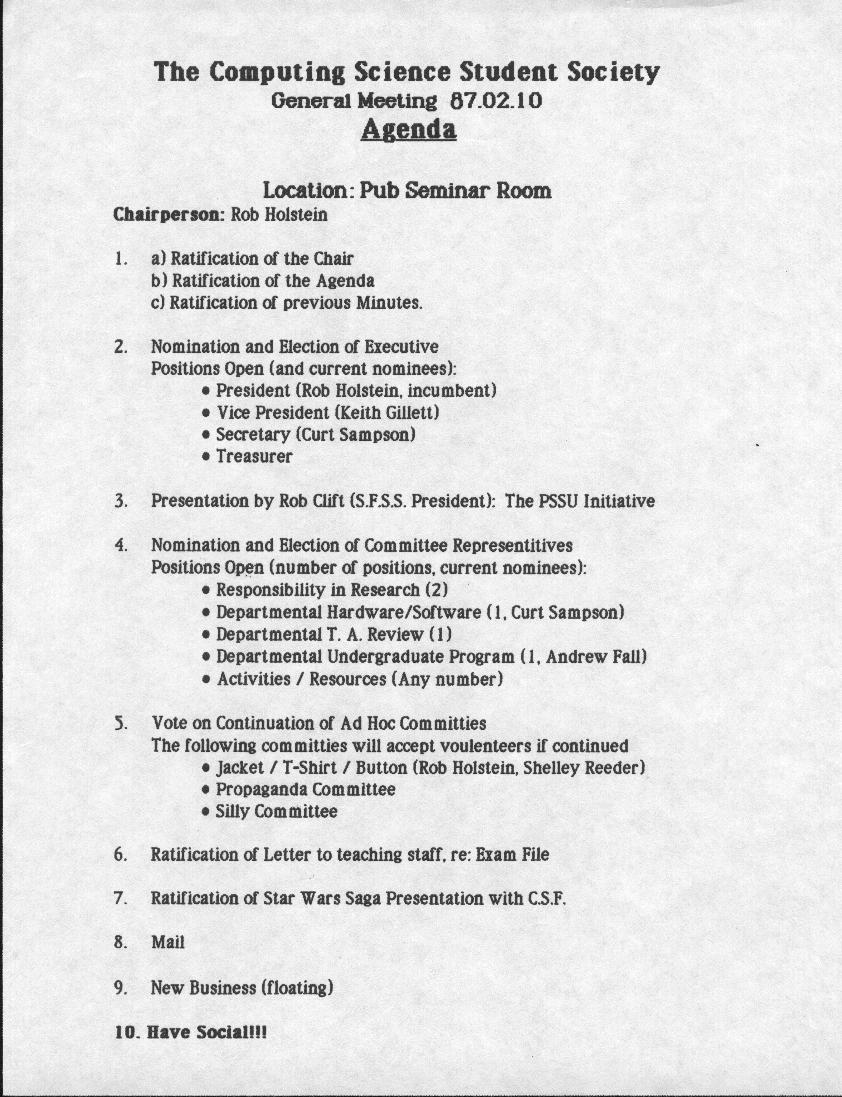 The Computing Science Student Society
General Meeting 87.02.10
Agenda
Location: Pub Seminar Room
Chairperson: Rob Holstein
1. a) Ratification of the Chair
b) Ratification of the Agenda
c) Ratification of previous Minutes.
2. Nomination and Election of Executive
Positions Open (and current nominees):
• President (Rob Holstein, incumbent)
• Vice President (Keith Gillett)
• Secretary (Curt Sampson)
• Treasurer
3. Presentation by Rob Clift (S.F.S.S. President): The PSSU Initiative
4. Nomination and Election of Committee Representitives
Positions Open (number of positions, current nominees):
• Responsibility in Research (2)
• Departmental Hardware/Software (1, Curt Sampson)
• Departmental T. A. Review (1)
• Departmental Undergraduate Program (1, Andrew Fall)
• Activities / Resources (Any number)
5. Vote on Continuation of Ad Hoc Committies
The following committies will accept voulenteers if continued
• Jacket / T-Shirt / Button (Rob Holstein, Shelley Reeder)
• Propaganda Committee
• Silly Committee
6. Ratification of Letter to teaching staff, re: Exam File
7. Ratification of Star Wars Saga Presentation with C.S.F.
8. Mail
9. New Business (floating)
10. Have Social!!!